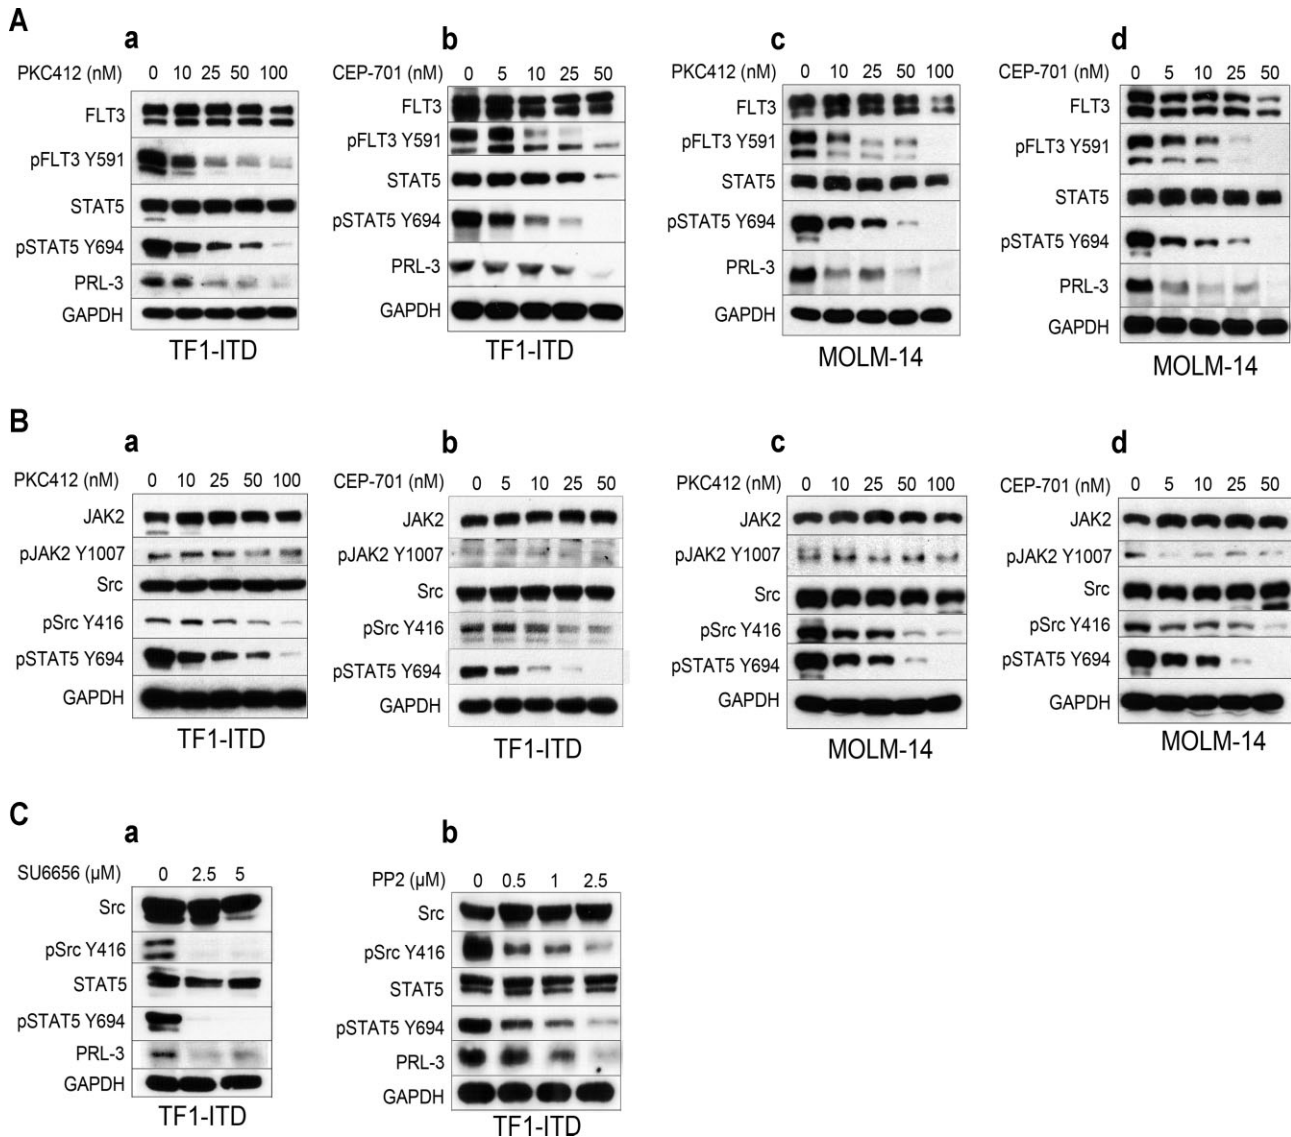 A
a
PKC412 (nM) 0 10 25 50 100
FLT3
pFLT3 Y591
STAT5
pSTAT5 Y694
PRL-3
GAPDH
TF1-ITD
b
CEP-701 (nM) 0 5 10 25 50
FLT3
pFLT3 Y591
STAT5
pSTAT5 Y694
PRL-3
GAPDH
TF1-ITD
c
PKC412 (nM) 0 10 25 50 100
FLT3
pFLT3 Y591
STAT5
pSTAT5 Y694
PRL-3
GAPDH
MOLM-14
d
CEP-701 (nM) 0 5 10 25 50
FLT3
pFLT3 Y591
STAT5
pSTAT5 Y694
PRL-3
GAPDH
MOLM-14
B
a
PKC412 (nM) 0 10 25 50 100
JAK2
pJAK2 Y1007
Src
pSrc Y416
pSTAT5 Y694
GAPDH
TF1-ITD
b
CEP-701 (nM) 0 5 10 25 50
JAK2
pJAK2 Y1007
Src
pSrc Y416
pSTAT5 Y694
GAPDH
TF1-ITD
c
PKC412 (nM) 0 10 25 50 100
JAK2
pJAK2 Y1007
Src
pSrc Y416
pSTAT5 Y694
GAPDH
MOLM-14
d
CEP-701 (nM) 0 5 10 25 50
JAK2
pJAK2 Y1007
Src
pSrc Y416
pSTAT5 Y694
GAPDH
MOLM-14
C
a
SU6656 (μM) 0 2.5 5
Src
pSrc Y416
STAT5
pSTAT5 Y694
PRL-3
GAPDH
TF1-ITD
b
PP2 (μM) 0 0.5 1 2.5
Src
pSrc Y416
STAT5
pSTAT5 Y694
PRL-3
GAPDH
TF1-ITD